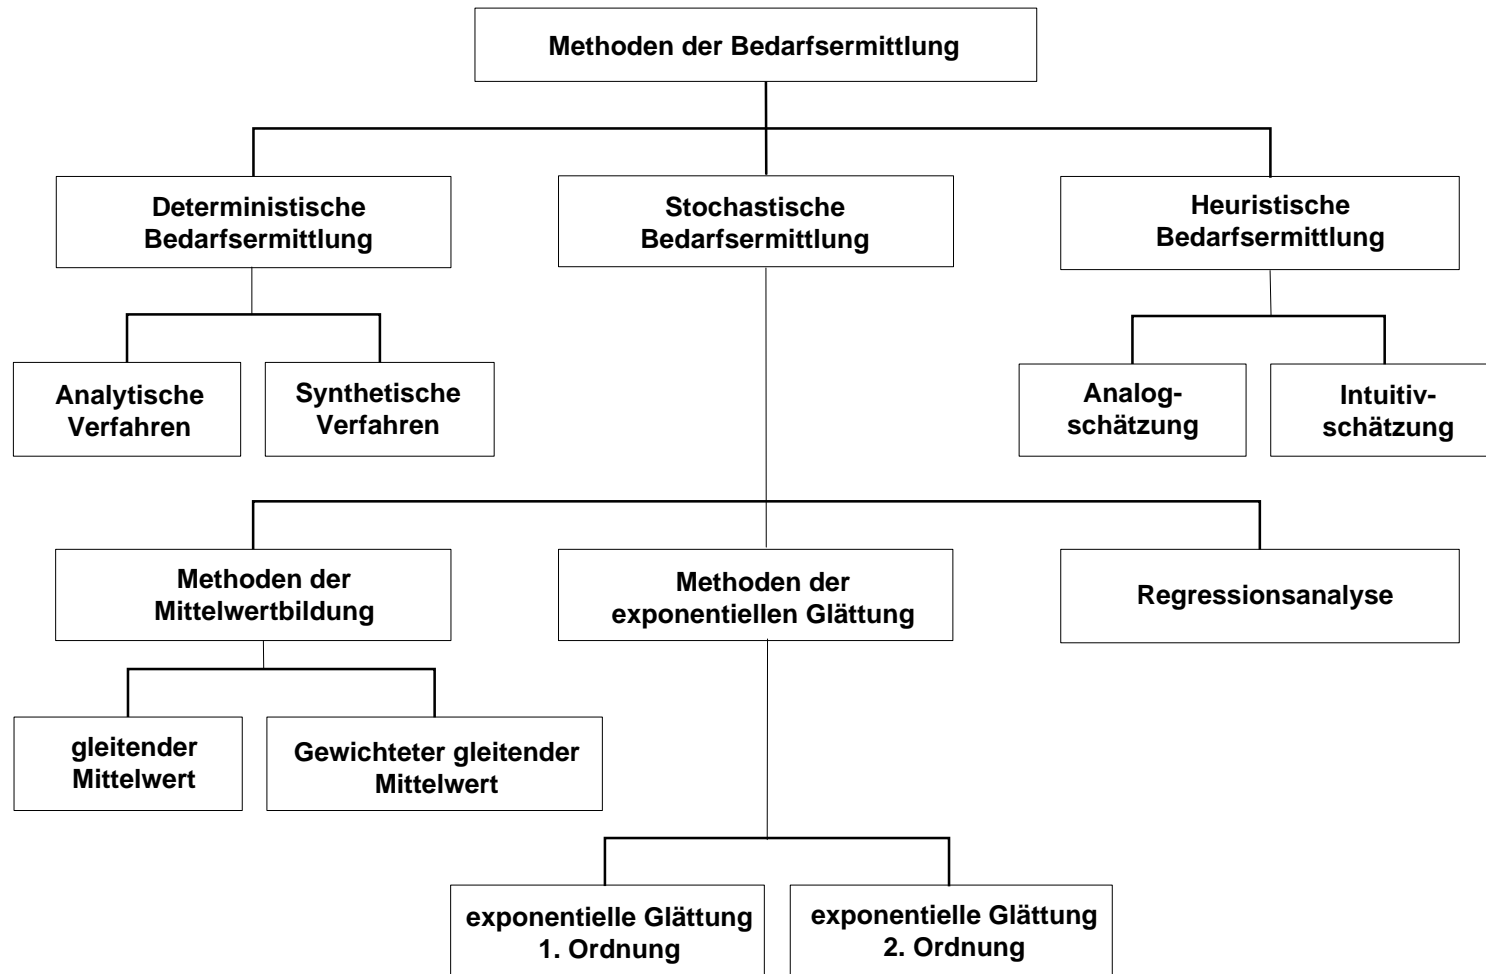 Methoden der Bedarfsermittlung
Deterministische
Bedarfsermittlung
Stochastische
Bedarfsermittlung
Heuristische
Bedarfsermittlung
Analytische
Verfahren
Synthetische
Verfahren
Analog-
schätzung
Intuitiv-
schätzung
Methoden der
Mittelwertbildung
Methoden der
exponentiellen Glättung
Regressionsanalyse
gleitender
Mittelwert
Gewichteter gleitender
Mittelwert
exponentielle Glättung
1. Ordnung
exponentielle Glättung
2. Ordnung